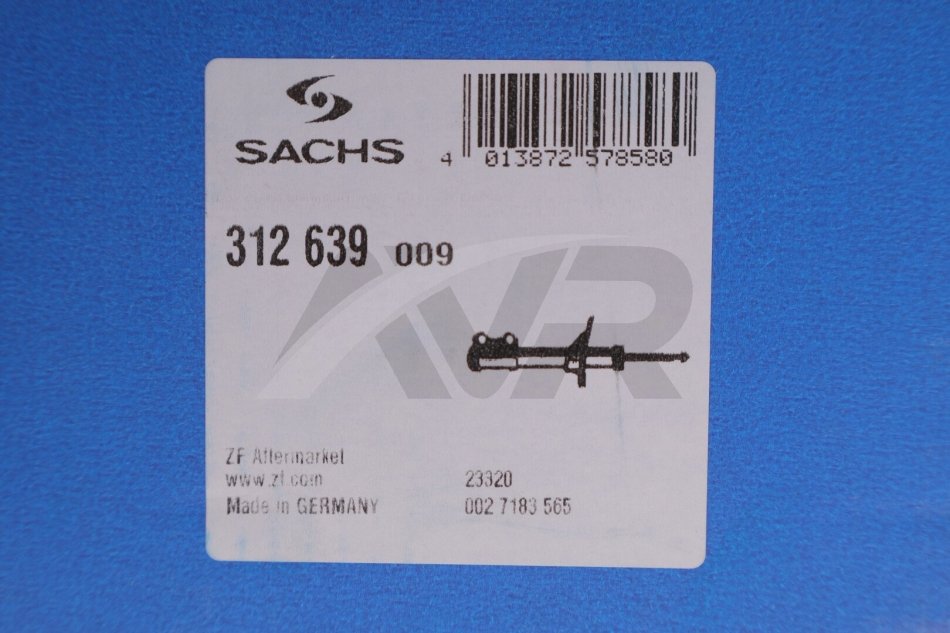 SACHS
4 013872 578580
312 639 009
AVR
ZF Aftermarket
www.zf.com
23320
Made in GERMANY
002 7183 565